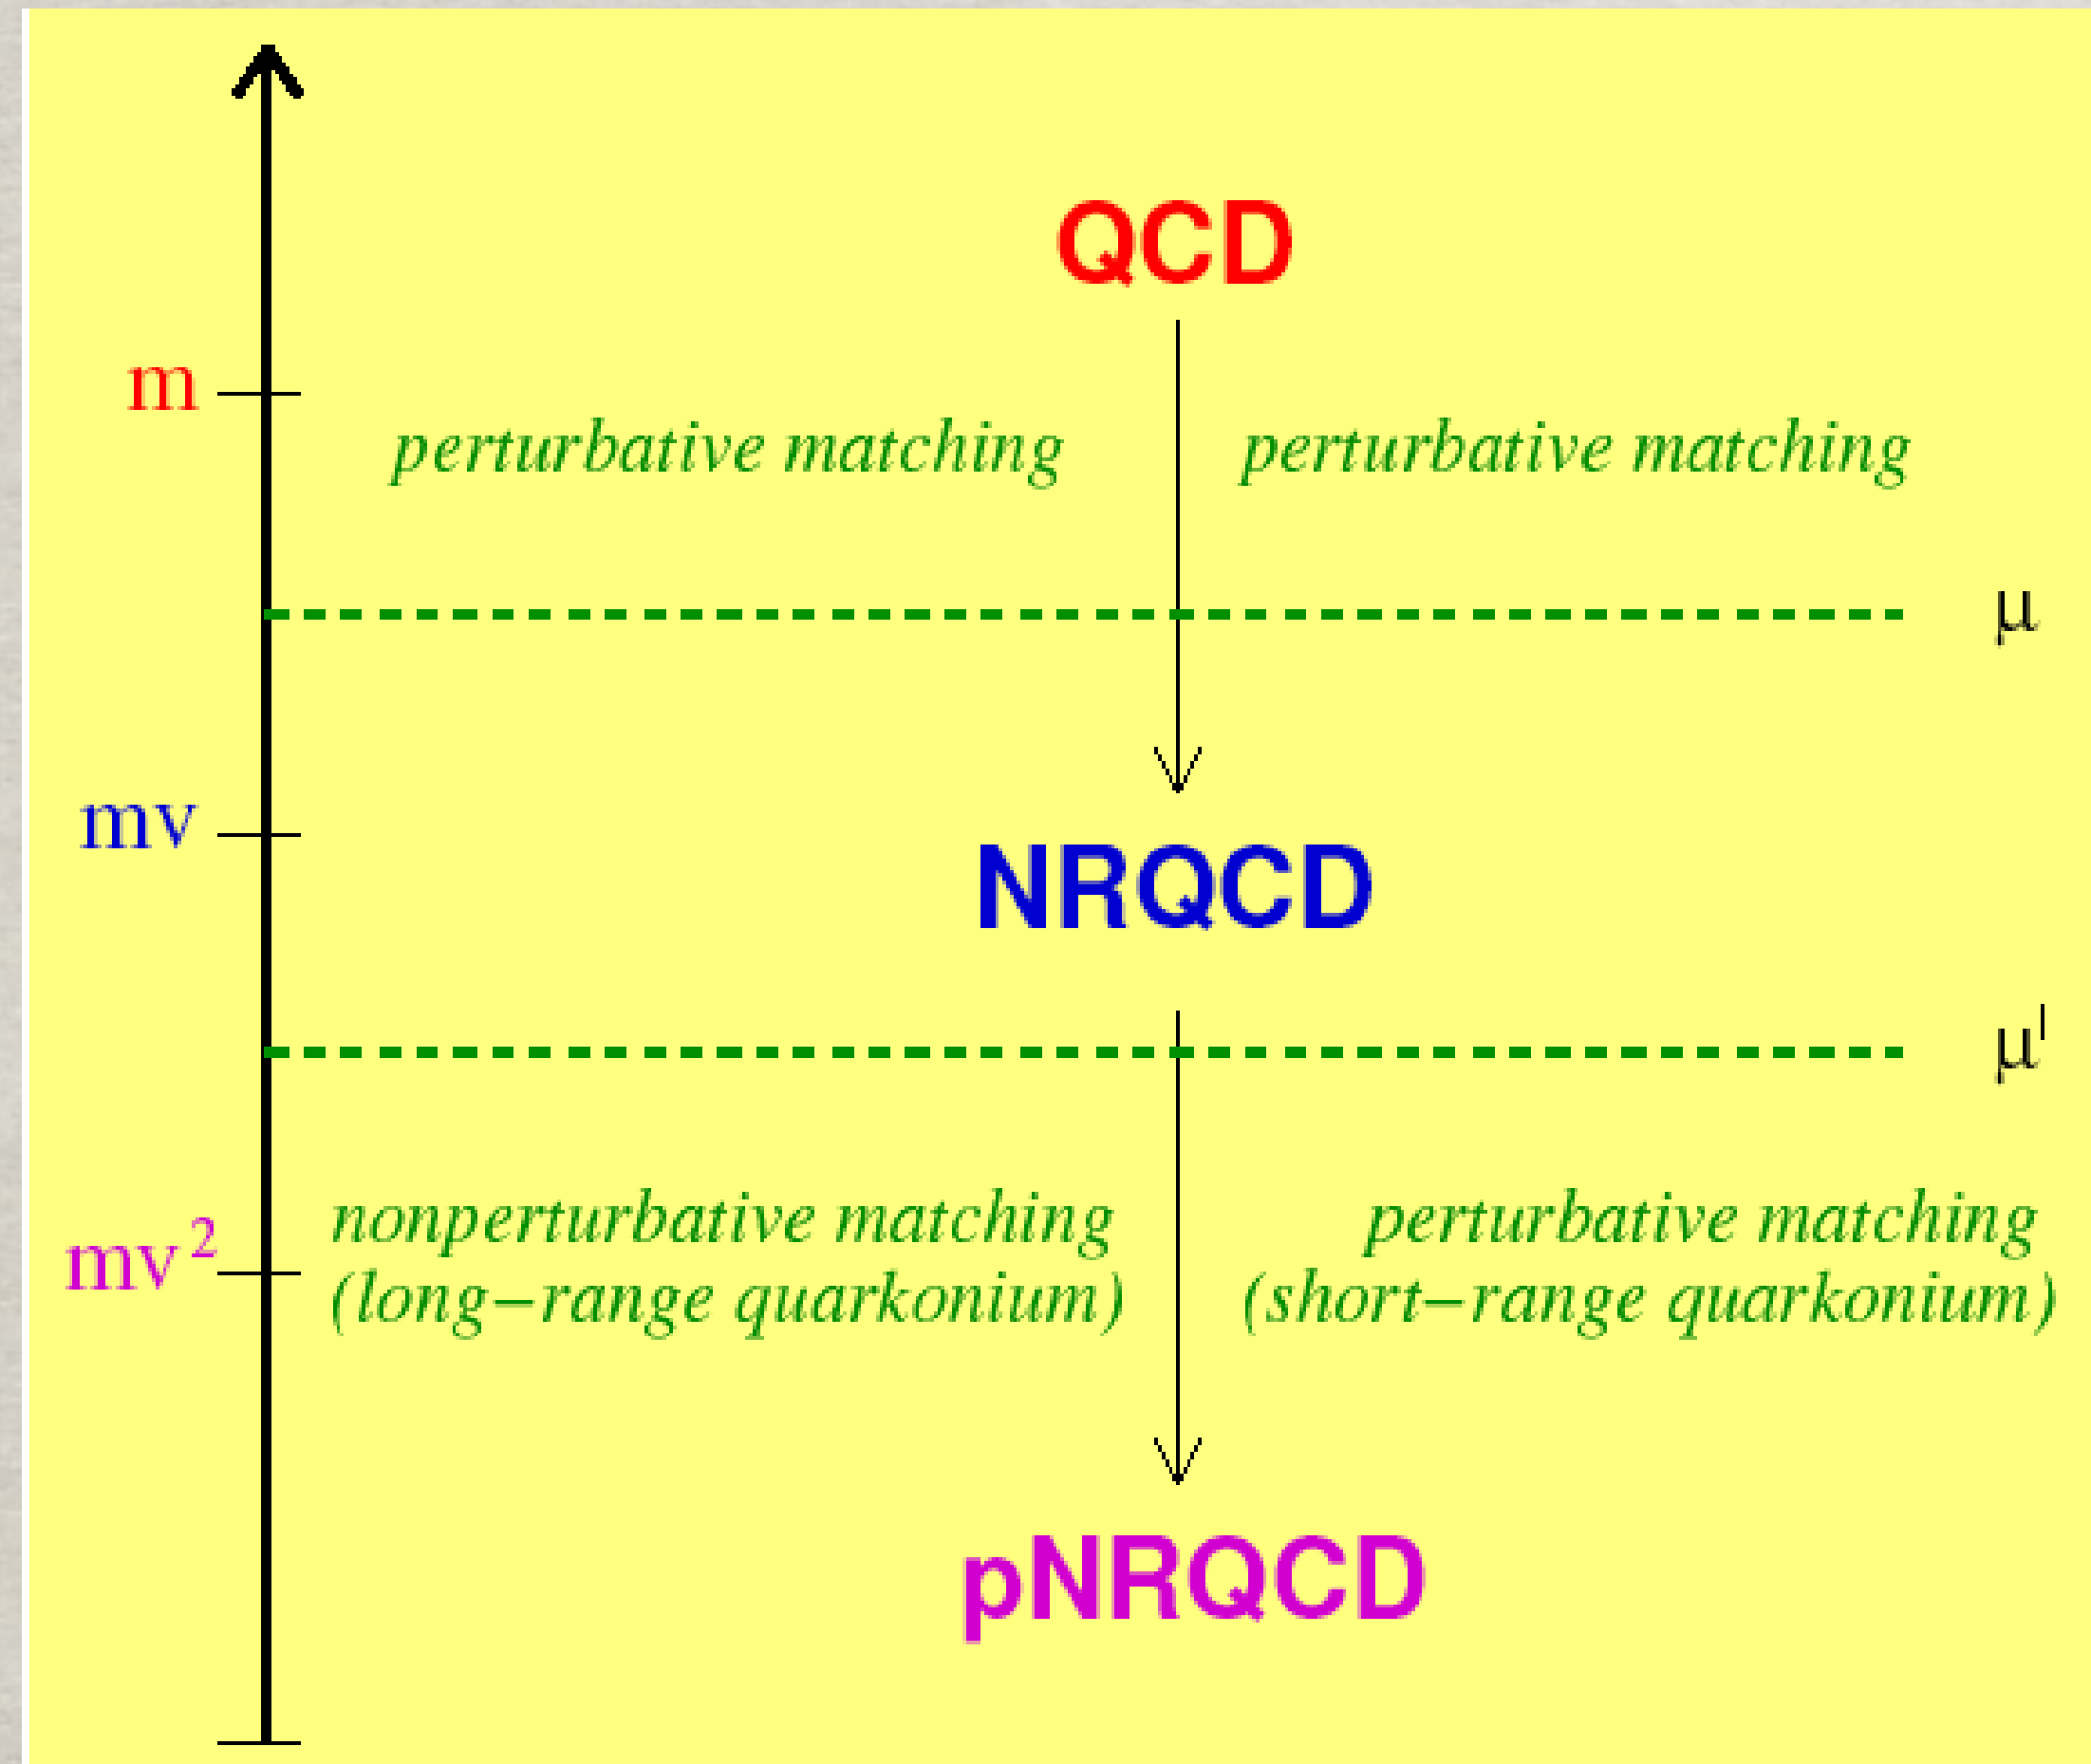 QCD
m
perturbative matching perturbative matching
μ
mv
NRQCD
μ'
nonperturbative matching perturbative matching
mv²
(long–range quarkonium) (short–range quarkonium)
pNRQCD